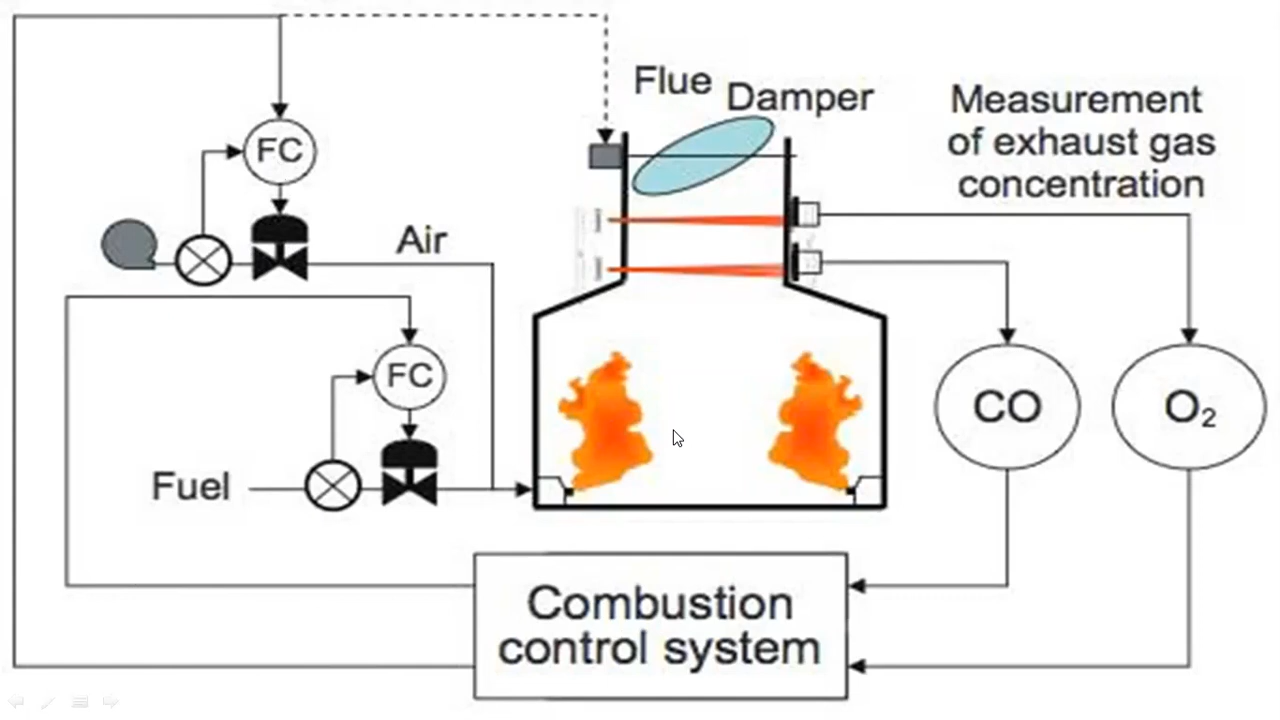 Flue
Damper
Measurement
of exhaust gas
concentration
FC
Air
FC
CO
O₂
Fuel
Combustion
control system